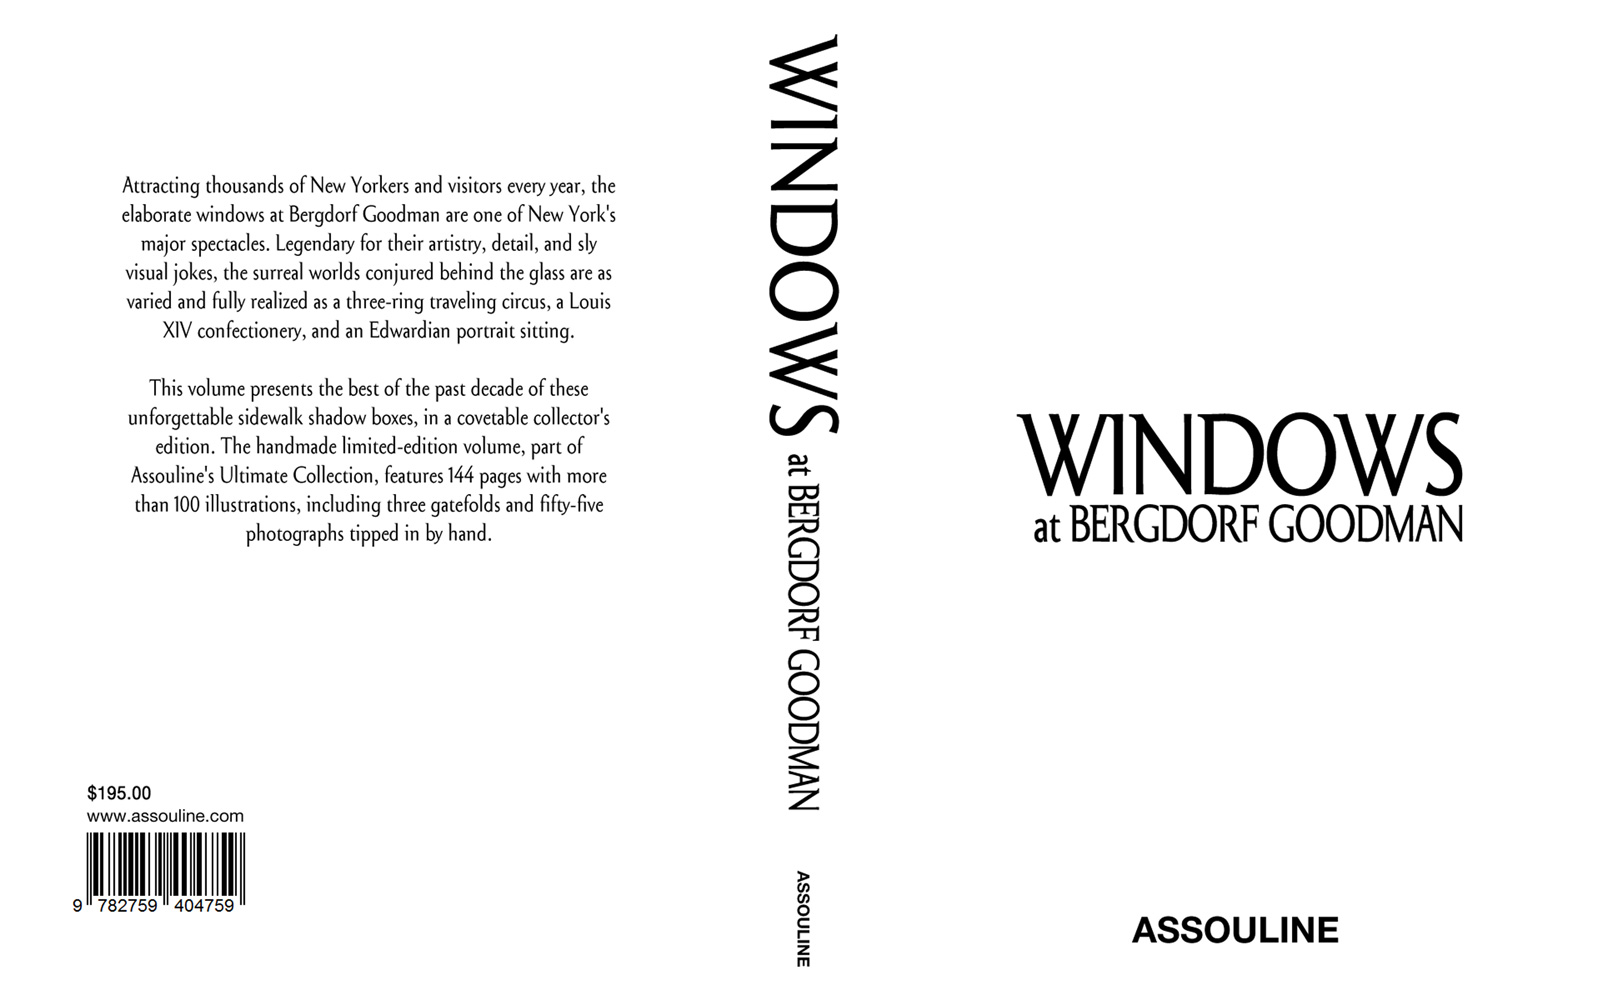 Attracting thousands of New Yorkers and visitors every year, the
elaborate windows at Bergdorf Goodman are one of New York's
major spectacles. Legendary for their artistry, detail, and sly
visual jokes, the surreal worlds conjured behind the glass are as
varied and fully realized as a three-ring traveling circus, a Louis
XIV confectionery, and an Edwardian portrait sitting.
This volume presents the best of the past decade of these
unforgettable sidewalk shadow boxes, in a covetable collector's
edition. The handmade limited-edition volume, part of
Assouline's Ultimate Collection, features 144 pages with more
than 100 illustrations, including three gatefolds and fifty-five
photographs tipped in by hand.
$195.00
www.assouline.com
9 782759 404759
WINDOWS at BERGDORF GOODMAN
ASSOULINE
WINDOWS
at BERGDORF GOODMAN
ASSOULINE